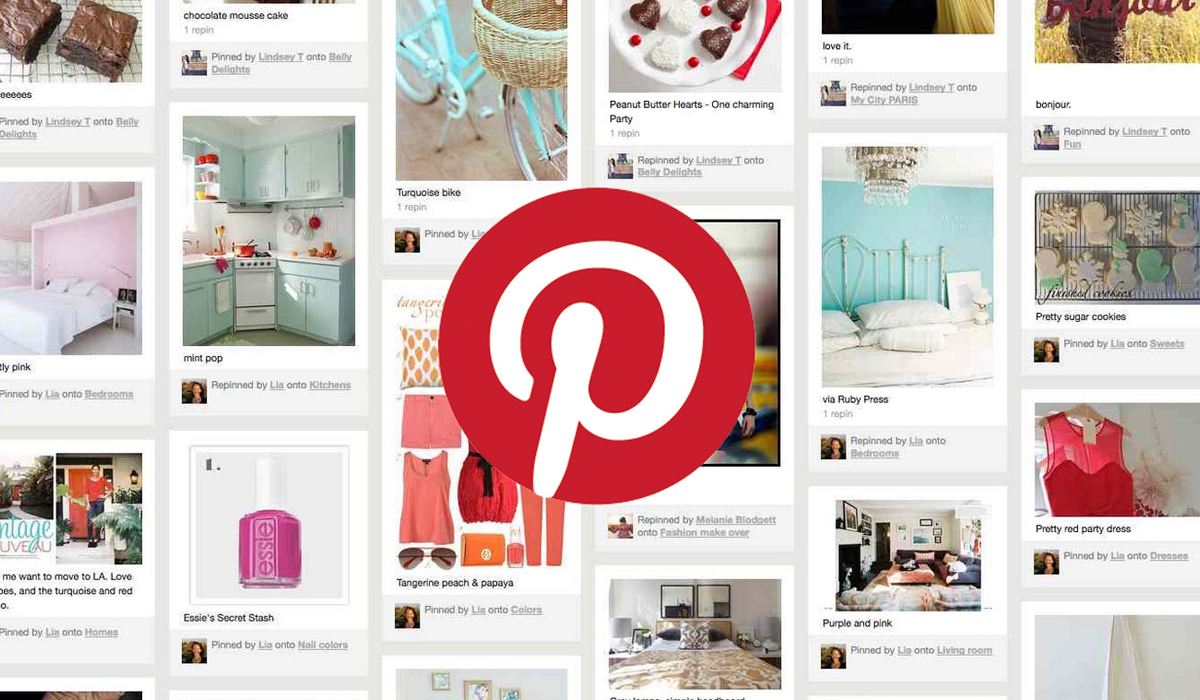 eeeees
Pinned by Lindsey T onto Belly
Delights
tly pink
Pinned by Lia onto Bedrooms
ntage
UVEAU
me want to move to LA. Love
oes, and the turquoise and red
o.
Pinned by Lia onto Homes
chocolate mousse cake
1 repin
Pinned by Lindsey T onto Belly
Delights
mint pop
Repinned by Lia onto Kitchens
1.
essie
Essie's Secret Stash
Pinned by Lia onto Nail colors
Turquoise bike
1 repin
Pinned by Lia
tangerine
Tangerine peach & papaya
Pinned by Lia onto Colors
Peanut Butter Hearts - One charming
Party
1 repin
Repinned by Lindsey T onto
Belly Delights
Repinned by Melanie Blodgett
onto Fashion make over
love it.
1 repin
Repinned by Lindsey T onto
My City PARIS
via Ruby Press
1 repin
Repinned by Lia onto
Bedrooms
Purple and pink
Pinned by Lia onto Living room
Bonjour
bonjour.
Repinned by Lindsey T onto
Fun
finished cookies
Pretty sugar cookies
Pinned by Lia onto Sweets
Pretty red party dress
Pinned by Lia onto Dresses